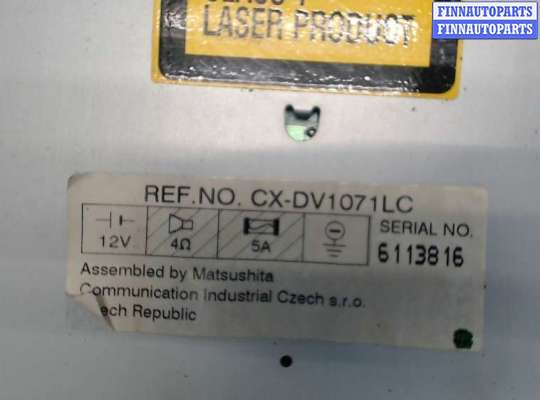 FINNAUTOPARTS
FINNAUTOPARTS
LASER PRODUCT
REF.NO. CX-DV1071LC
12V 4Ω 5A
SERIAL NO.
6113816
Assembled by Matsushita
Communication Industrial Czech s.r.o.
ech Republic